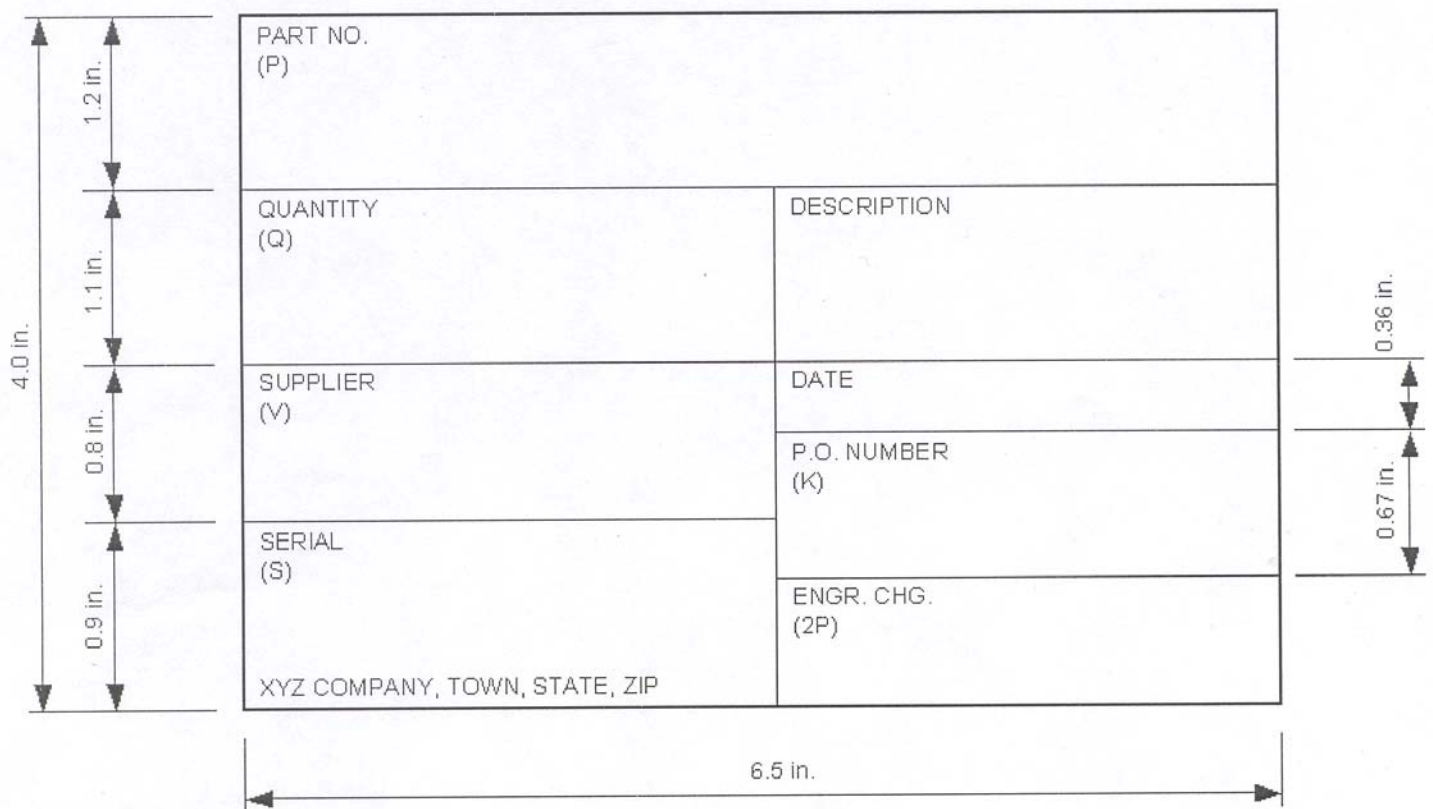 PART NO.
(P)
1.2 in.
QUANTITY
(Q)
DESCRIPTION
1.1 in.
4.0 in.
0.36 in.
SUPPLIER
(V)
DATE
0.8 in.
P.O. NUMBER
(K)
0.67 in.
SERIAL
(S)
0.9 in.
ENGR. CHG.
(2P)
XYZ COMPANY, TOWN, STATE, ZIP
6.5 in.